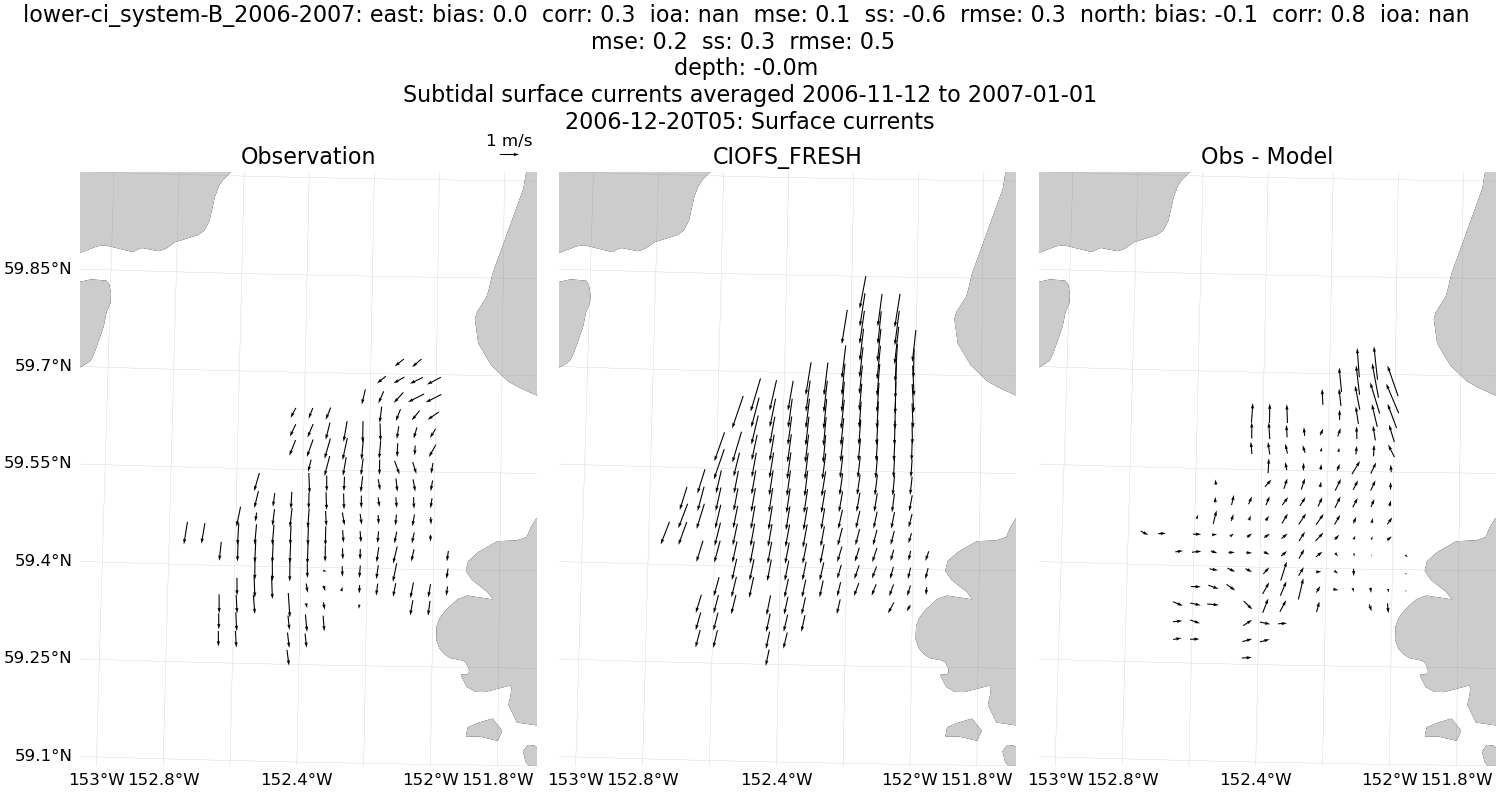 lower-ci_system-B_2006-2007: east: bias: 0.0  corr: 0.3  ioa: nan  mse: 0.1  ss: -0.6  rmse: 0.3  north: bias: -0.1  corr: 0.8  ioa: nan
mse: 0.2  ss: 0.3  rmse: 0.5
depth: -0.0m
Subtidal surface currents averaged 2006-11-12 to 2007-01-01
2006-12-20T05: Surface currents
1 m/s
Observation
CIOFS_FRESH
Obs - Model
59.85°N
59.7°N
59.55°N
59.4°N
59.25°N
59.1°N
153°W 152.8°W 152.4°W 152°W 151.8°W
153°W 152.8°W 152.4°W 152°W 151.8°W
153°W 152.8°W 152.4°W 152°W 151.8°W